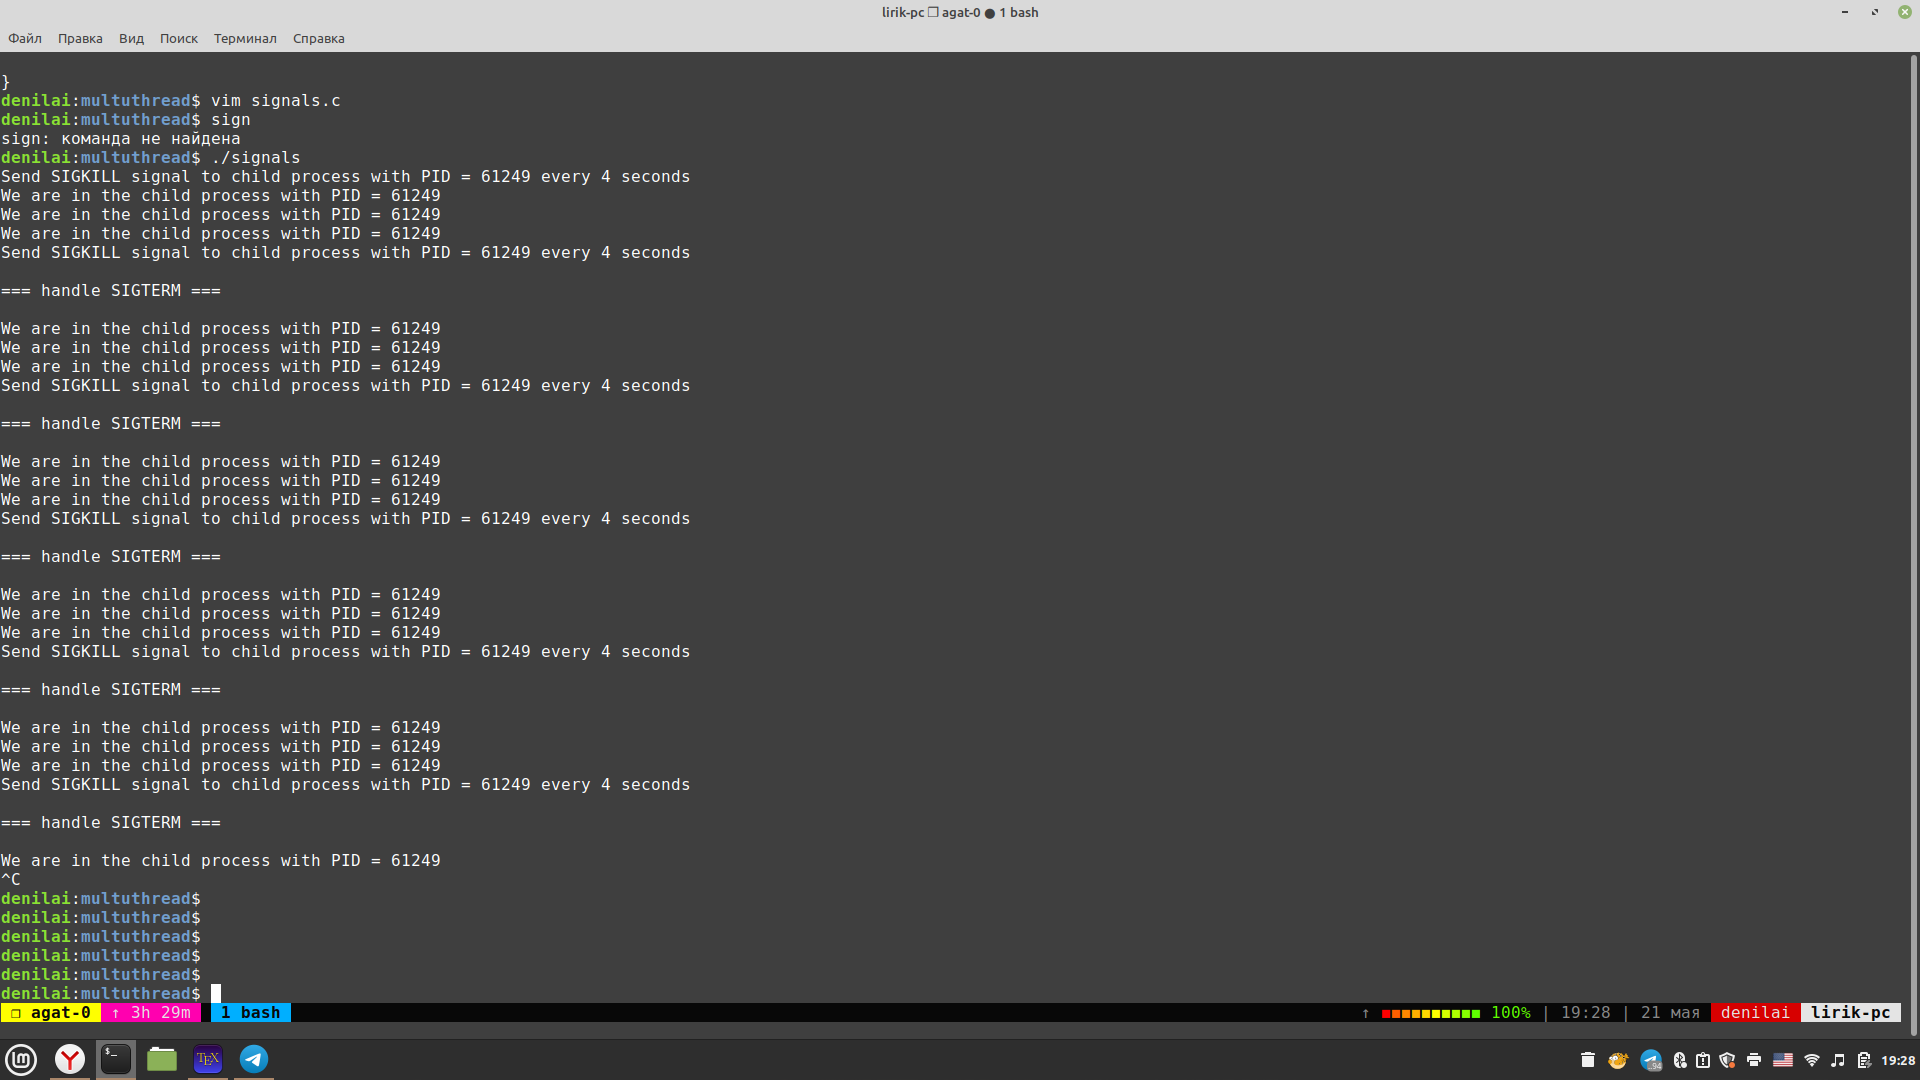 lirik-pc ❐ agat-0 ● 1 bash
Файл Правка Вид Поиск Терминал Справка
}
denilai:multuthread$ vim signals.c
denilai:multuthread$ sign
sign: команда не найдена
denilai:multuthread$ ./signals
Send SIGKILL signal to child process with PID = 61249 every 4 seconds
We are in the child process with PID = 61249
We are in the child process with PID = 61249
We are in the child process with PID = 61249
Send SIGKILL signal to child process with PID = 61249 every 4 seconds
=== handle SIGTERM ===
We are in the child process with PID = 61249
We are in the child process with PID = 61249
We are in the child process with PID = 61249
Send SIGKILL signal to child process with PID = 61249 every 4 seconds
=== handle SIGTERM ===
We are in the child process with PID = 61249
We are in the child process with PID = 61249
We are in the child process with PID = 61249
Send SIGKILL signal to child process with PID = 61249 every 4 seconds
=== handle SIGTERM ===
We are in the child process with PID = 61249
We are in the child process with PID = 61249
We are in the child process with PID = 61249
Send SIGKILL signal to child process with PID = 61249 every 4 seconds
=== handle SIGTERM ===
We are in the child process with PID = 61249
We are in the child process with PID = 61249
We are in the child process with PID = 61249
Send SIGKILL signal to child process with PID = 61249 every 4 seconds
=== handle SIGTERM ===
We are in the child process with PID = 61249
^C
denilai:multuthread$
denilai:multuthread$
denilai:multuthread$
denilai:multuthread$
denilai:multuthread$
denilai:multuthread$
❐ agat-0 ↑ 3h 29m 1 bash ↑ 100% | 19:28 | 21 мая denilai lirik-pc
$_ TEX 94 19:28